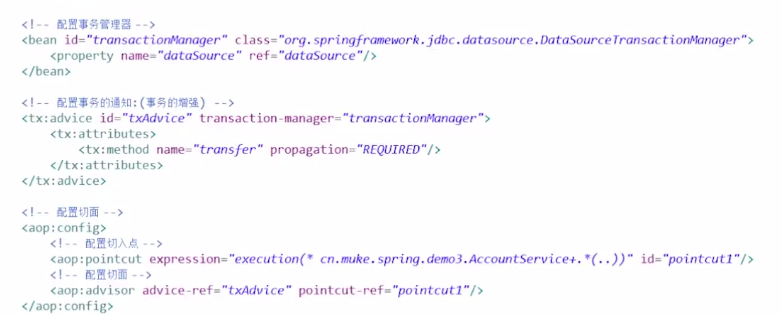 <!-- 配置事务管理器 -->
<bean id="transactionManager" class="org.springframework.jdbc.datasource.DataSourceTransactionManager">
<property name="dataSource" ref="dataSource"/>
</bean>
<!-- 配置事务的通知:(事务的增强) -->
<tx:advice id="txAdvice" transaction-manager="transactionManager">
<tx:attributes>
<tx:method name="transfer" propagation="REQUIRED"/>
</tx:attributes>
</tx:advice>
<!-- 配置切面 -->
<aop:config>
<!-- 配置切入点 -->
<aop:pointcut expression="execution(* cn.muke.spring.demo3.AccountService+.*(..))" id="pointcut1"/>
<!-- 配置切面 -->
<aop:advisor advice-ref="txAdvice" pointcut-ref="pointcut1"/>
</aop:config>